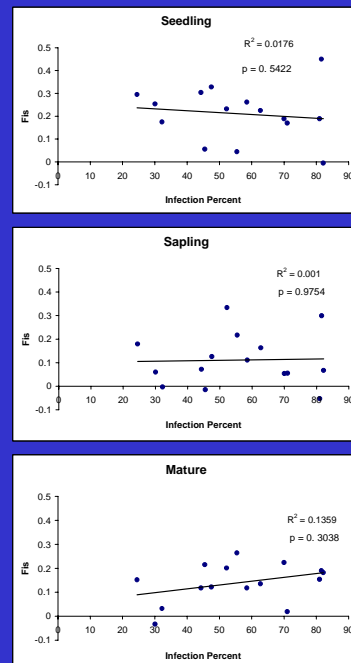 Seedling
R² = 0.0176
p = 0. 5422
Fis
0.5
0.4
0.3
0.2
0.1
0
-0.1
0 10 20 30 40 50 60 70 80 90
Infection Percent
Sapling
R² = 0.001
p = 0.9754
Fis
0.5
0.4
0.3
0.2
0.1
0
-0.1
0 10 20 30 40 50 60 70 80 90
Infection Percent
Mature
R² = 0.1359
p = 0. 3038
Fis
0.5
0.4
0.3
0.2
0.1
0
-0.1
0 10 20 30 40 50 60 70 80 90
Infection Percent